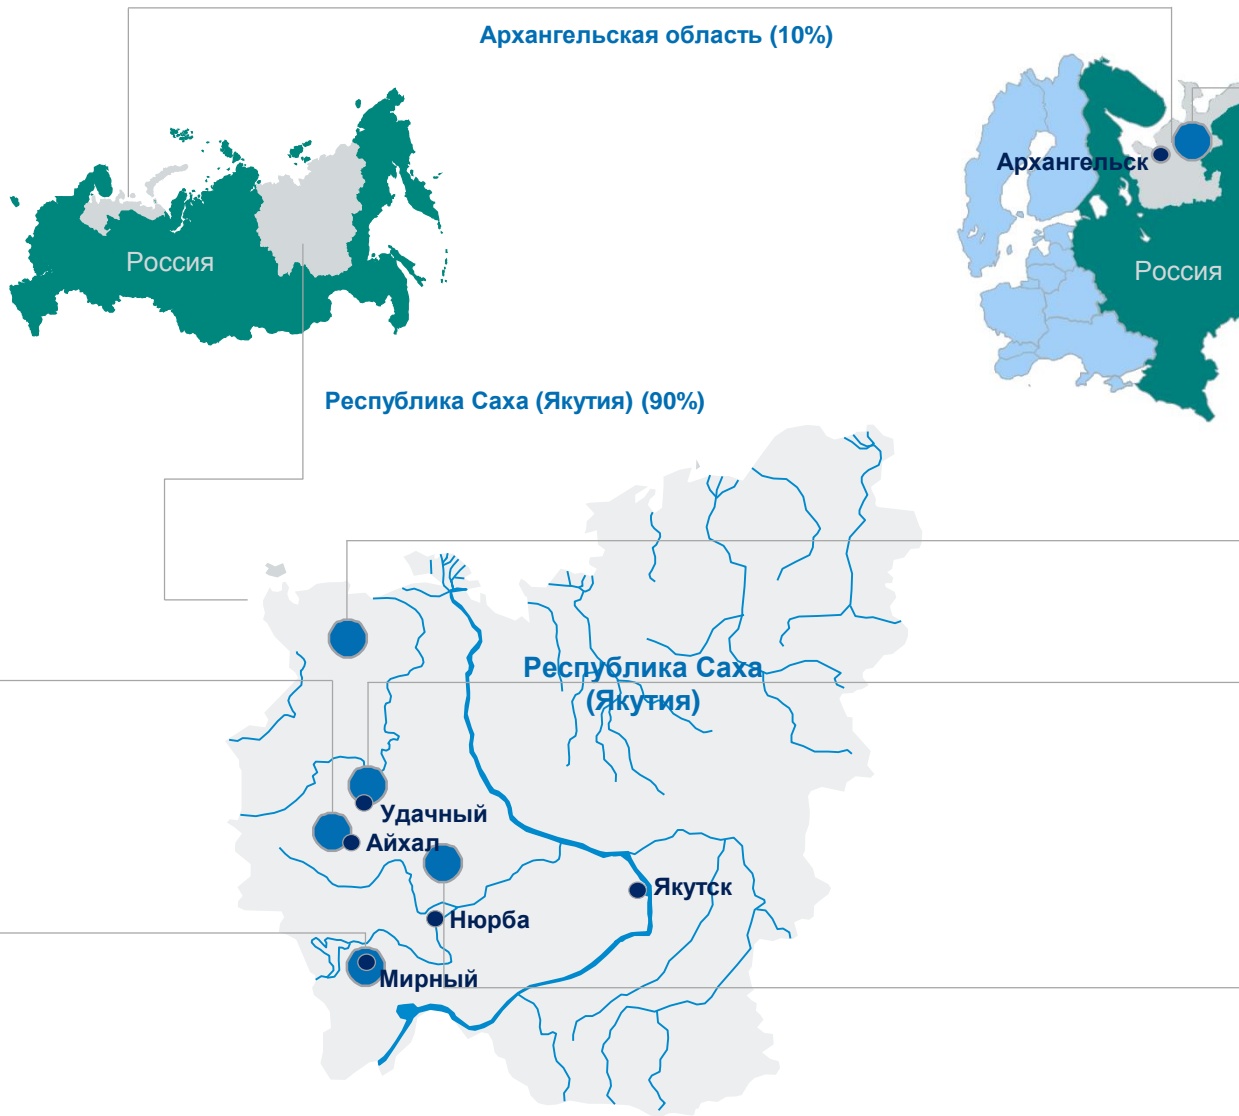 Архангельская область (10%)
Архангельск
Россия
Россия
Республика Саха (Якутия) (90%)
Республика Саха
(Якутия)
Удачный
Айхал
Якутск
Нюрба
Мирный